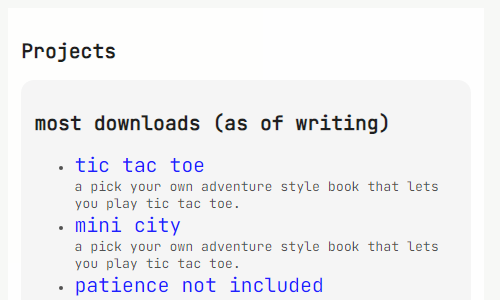 Projects
most downloads (as of writing)
tic tac toe
a pick your own adventure style book that lets
you play tic tac toe.
mini city
a pick your own adventure style book that lets
you play tic tac toe.
patience not included